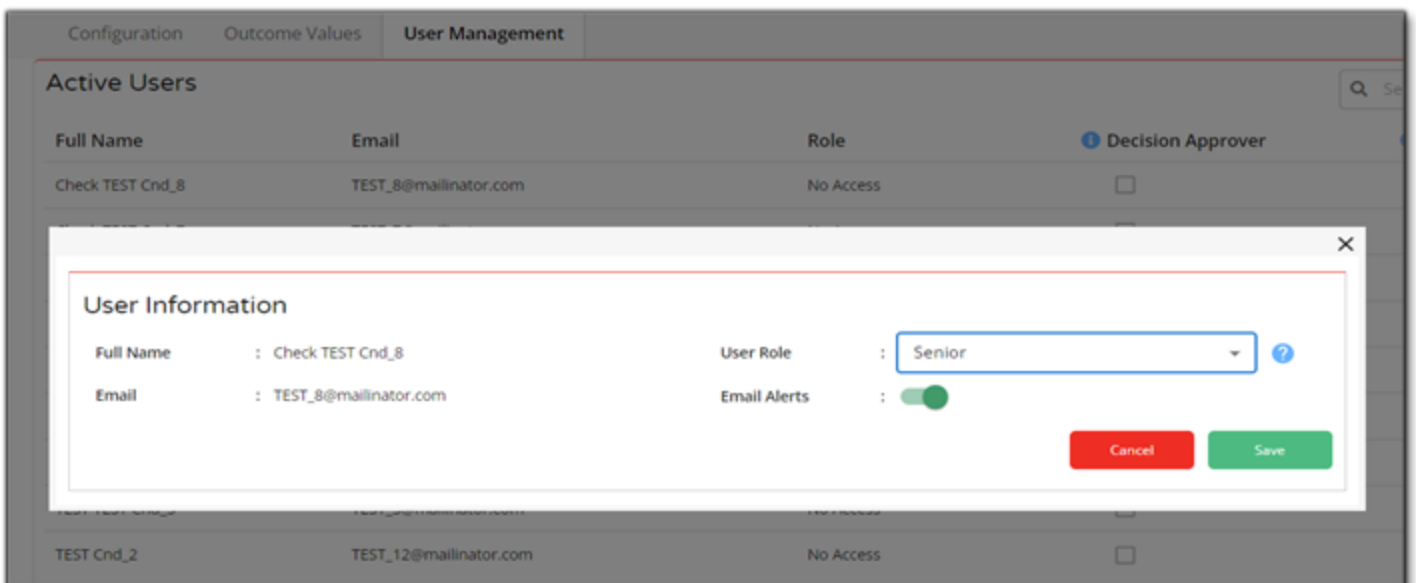 Configuration Outcome Values User Management
Active Users
Se
Full Name Email Role Decision Approver
Check TEST Cnd_8 TEST_8@mailinator.com No Access
User Information
Full Name : Check TEST Cnd_8 User Role : Senior
Email : TEST_8@mailinator.com Email Alerts :
Cancel Save
TEST Cnd_2 TEST_12@mailinator.com No Access